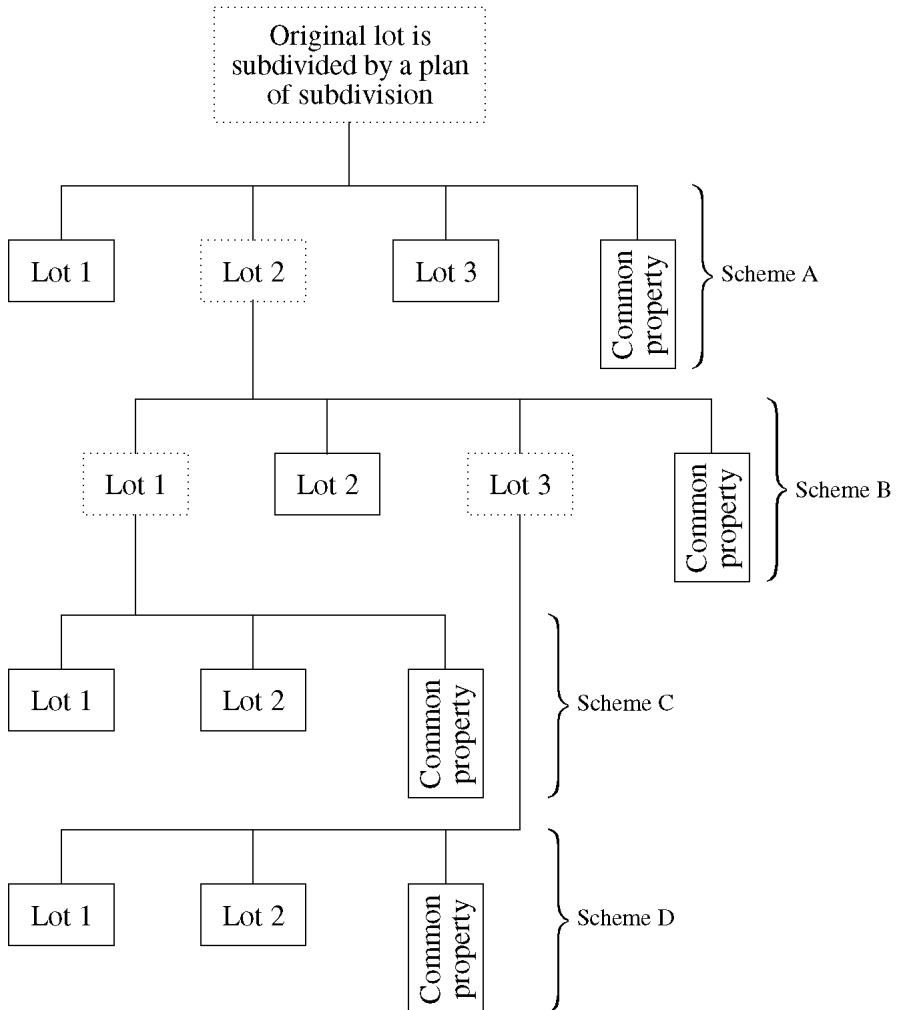 Original lot is
subdivided by a plan
of subdivision
Lot 1
Lot 2
Lot 3
Common
property
Scheme A
Lot 1
Lot 2
Lot 3
Common
property
Scheme B
Lot 1
Lot 2
Common
property
Scheme C
Lot 1
Lot 2
Common
property
Scheme D